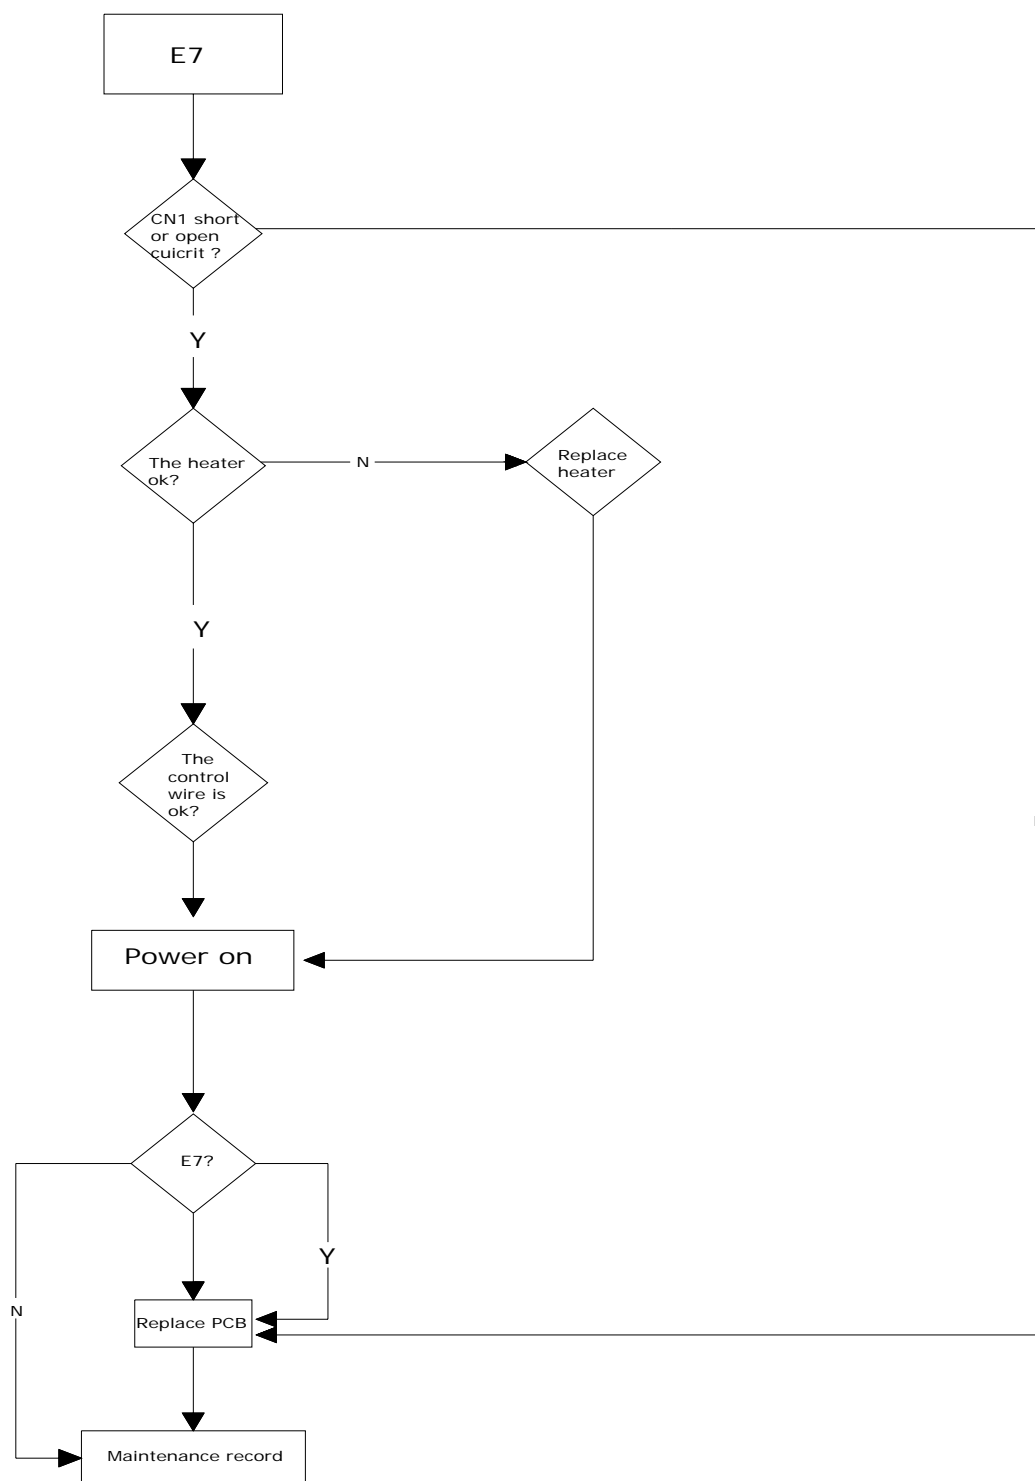 E7
CN1 short
or open
cuicrit ?
Y
The heater
ok?
N
Replace
heater
Y
The
control
wire is
ok?
Power on
E7?
Y
N
Replace PCB
Maintenance record